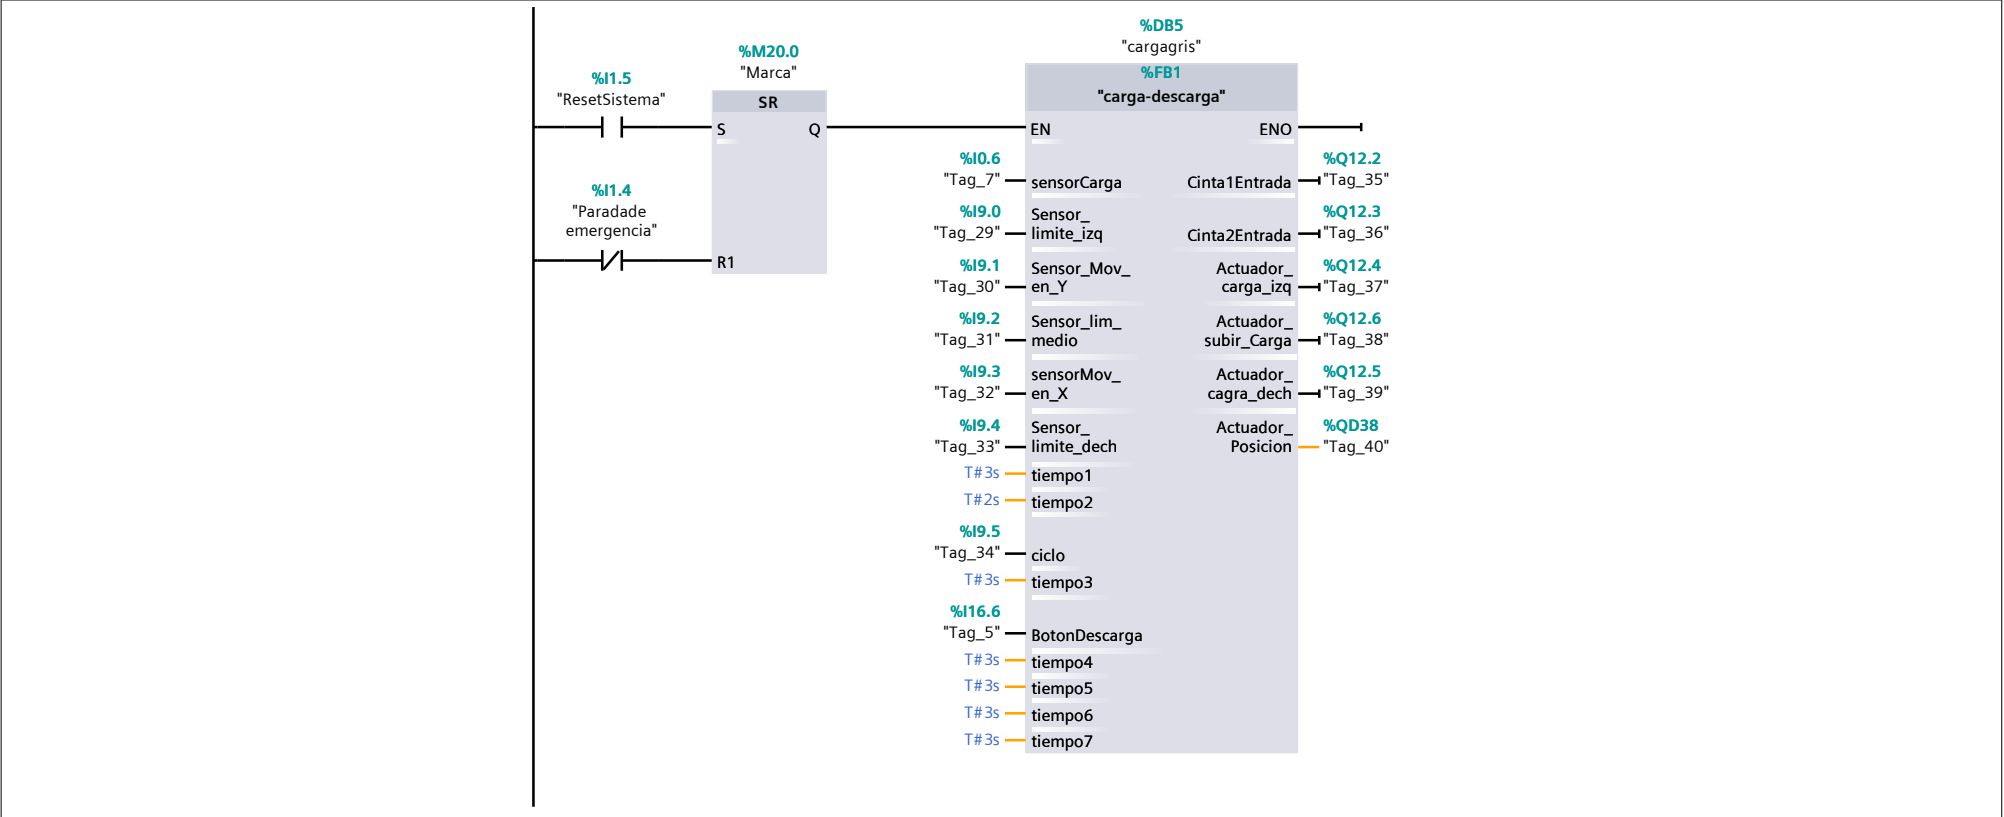 %DB5
"cargagris"
%M20.0
"Marca"
%FB1
"carga-descarga"
%I1.5
"ResetSistema"
SR
S Q
EN ENO
%I1.4
"Paradade
emergencia"
R1
%I0.6
"Tag_7"
sensorCarga
Cinta1Entrada
%Q12.2
"Tag_35"
%I9.0
"Tag_29"
Sensor_
limite_izq
Cinta2Entrada
%Q12.3
"Tag_36"
%I9.1
"Tag_30"
Sensor_Mov_
en_Y
Actuador_
carga_izq
%Q12.4
"Tag_37"
%I9.2
"Tag_31"
Sensor_lim_
medio
Actuador_
subir_Carga
%Q12.6
"Tag_38"
%I9.3
"Tag_32"
sensorMov_
en_X
Actuador_
cagra_dech
%Q12.5
"Tag_39"
%I9.4
"Tag_33"
Sensor_
limite_dech
Actuador_
Posicion
%QD38
"Tag_40"
T#3s tiempo1
T#2s tiempo2
%I9.5
"Tag_34" ciclo
T#3s tiempo3
%I16.6
"Tag_5" BotonDescarga
T#3s tiempo4
T#3s tiempo5
T#3s tiempo6
T#3s tiempo7